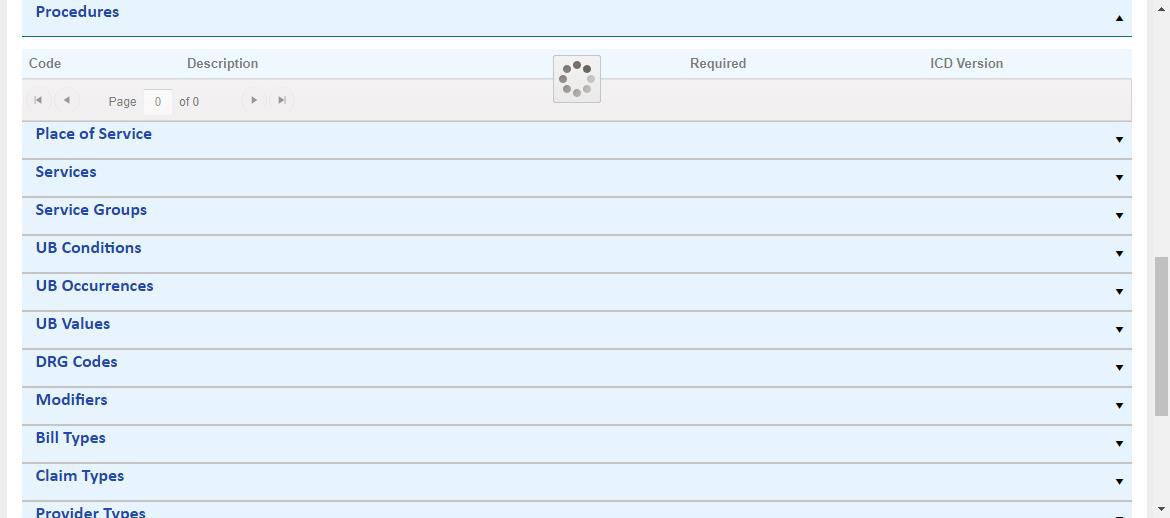 Procedures
Code Description Required ICD Version
Page 0 of 0
Place of Service
Services
Service Groups
UB Conditions
UB Occurrences
UB Values
DRG Codes
Modifiers
Bill Types
Claim Types
Provider Types